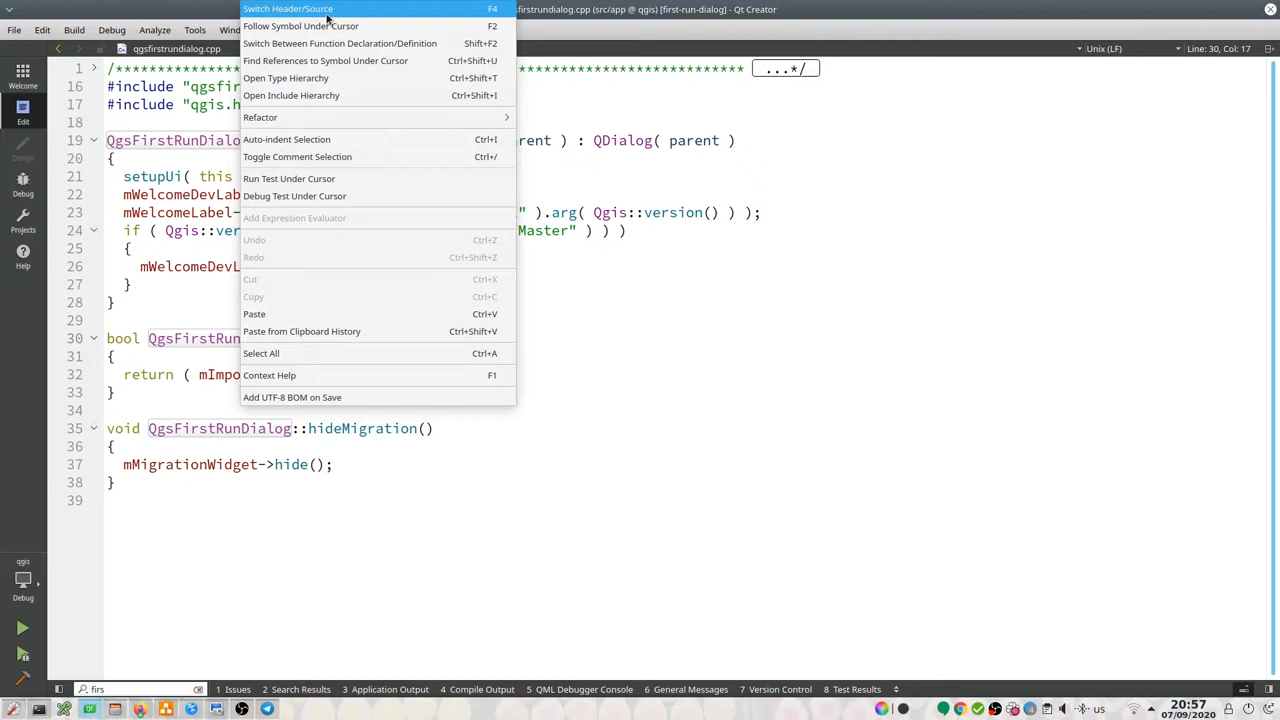 Switch Header/Source F4
firstrundialog.cpp (src/app @ qgis) [first-run-dialog] - Qt Creator
File Edit Build Debug Analyze Tools
Follow Symbol Under Cursor F2
qgsfirstrundialog.cpp
Switch Between Function Declaration/Definition Shift+F2
Unix (LF) Line: 30, Col: 17
Find References to Symbol Under Cursor Ctrl+Shift+U
1 /**************** **************************** ...*/
Open Type Hierarchy Ctrl+Shift+T
Welcome
16 #include "qgsfir
Open Include Hierarchy Ctrl+Shift+I
17 #include "qgis.h
Edit
Refactor
Auto-indent Selection Ctrl+I
19 QgsFirstRunDialo rent ) : QDialog( parent )
Design
Toggle Comment Selection Ctrl+/
20 {
Run Test Under Cursor
21 setupUi( this
Debug
Debug Test Under Cursor
22 mWelcomeDevLab
23 mWelcomeLabel- " ).arg( Qgis::version() ) );
Add Expression Evaluator
Projects
24 if ( Qgis::ver Master" ) ) )
Undo Ctrl+Z
25 {
Redo Ctrl+Shift+Z
Help
26 mWelcomeDevL
Cut Ctrl+X
27 }
Copy Ctrl+C
28 }
Paste Ctrl+V
29
Paste from Clipboard History Ctrl+Shift+V
30 bool QgsFirstRun
Select All Ctrl+A
31 {
32 return ( mImpo
Context Help F1
33 }
Add UTF-8 BOM on Save
34
35 void QgsFirstRunDialog::hideMigration()
36 {
37 mMigrationWidget->hide();
38 }
39
qgis
Debug
firs
1 Issues 2 Search Results 3 Application Output 4 Compile Output 5 QML Debugger Console 6 General Messages 7 Version Control 8 Test Results
us
20:57
07/09/2020